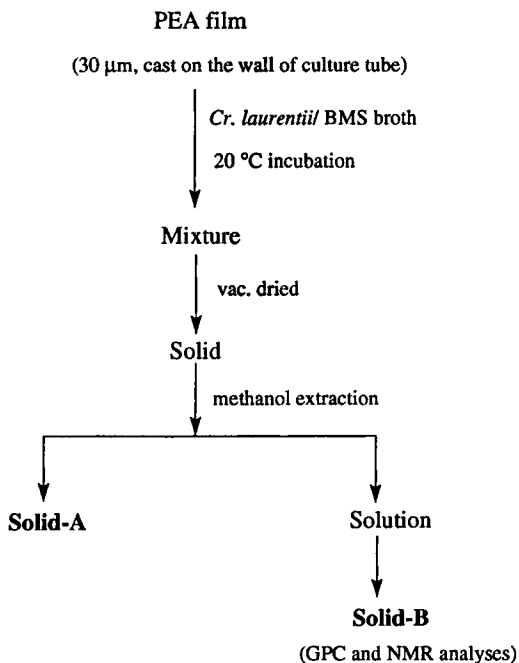 PEA film
(30 μm, cast on the wall of culture tube)
Cr. laurentii/ BMS broth
20 °C incubation
Mixture
vac. dried
Solid
methanol extraction
Solid-A
Solution
Solid-B
(GPC and NMR analyses)